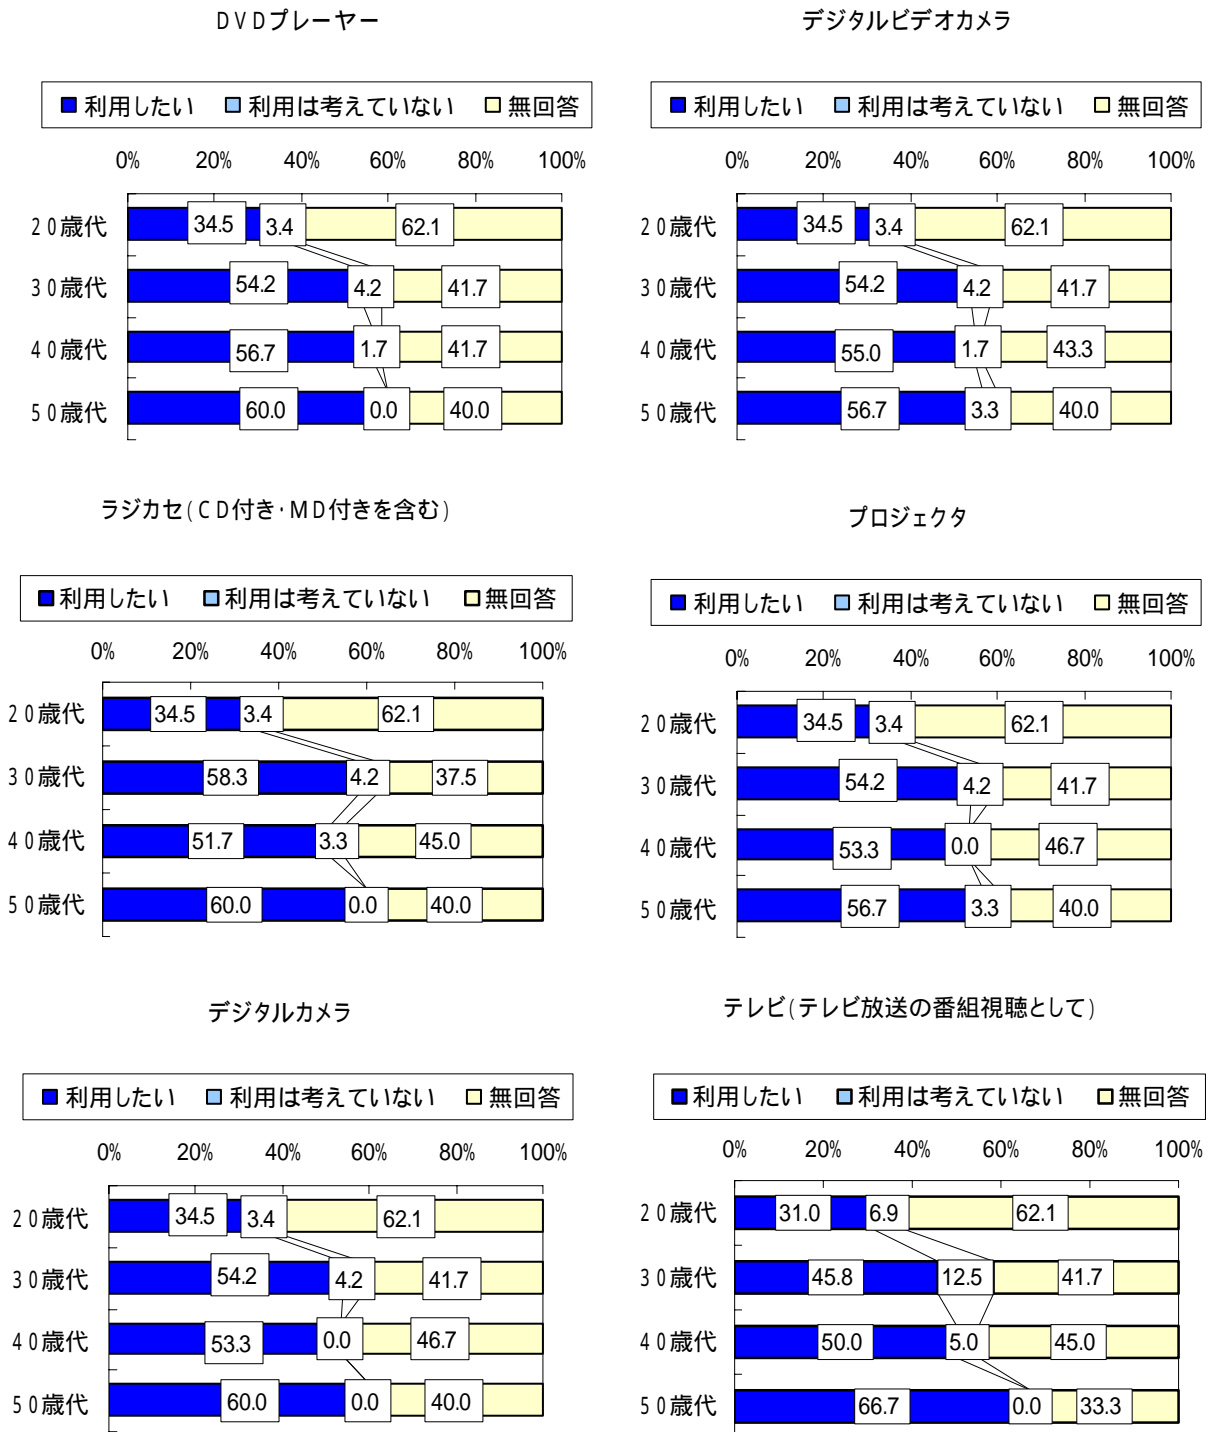 DVDプレーヤー
■利用したい ■利用は考えていない □無回答
0% 20% 40% 60% 80% 100%
20歳代 34.5 3.4 62.1
30歳代 54.2 4.2 41.7
40歳代 56.7 1.7 41.7
50歳代 60.0 0.0 40.0
デジタルビデオカメラ
■利用したい ■利用は考えていない □無回答
0% 20% 40% 60% 80% 100%
20歳代 34.5 3.4 62.1
30歳代 54.2 4.2 41.7
40歳代 55.0 1.7 43.3
50歳代 56.7 3.3 40.0
ラジカセ(CD付き・MD付きを含む)
■利用したい ■利用は考えていない □無回答
0% 20% 40% 60% 80% 100%
20歳代 34.5 3.4 62.1
30歳代 58.3 4.2 37.5
40歳代 51.7 3.3 45.0
50歳代 60.0 0.0 40.0
プロジェクタ
■利用したい ■利用は考えていない □無回答
0% 20% 40% 60% 80% 100%
20歳代 34.5 3.4 62.1
30歳代 54.2 4.2 41.7
40歳代 53.3 0.0 46.7
50歳代 56.7 3.3 40.0
デジタルカメラ
■利用したい ■利用は考えていない □無回答
0% 20% 40% 60% 80% 100%
20歳代 34.5 3.4 62.1
30歳代 54.2 4.2 41.7
40歳代 53.3 0.0 46.7
50歳代 60.0 0.0 40.0
テレビ(テレビ放送の番組視聴として)
■利用したい ■利用は考えていない □無回答
0% 20% 40% 60% 80% 100%
20歳代 31.0 6.9 62.1
30歳代 45.8 12.5 41.7
40歳代 50.0 5.0 45.0
50歳代 66.7 0.0 33.3